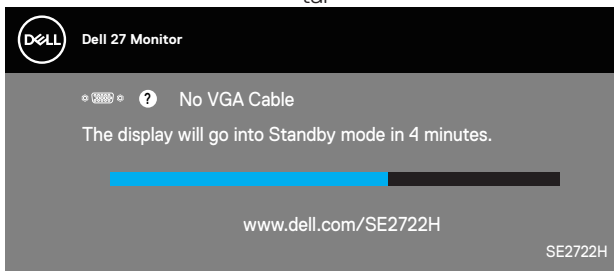 DELL
Dell 27 Monitor
? No VGA Cable
The display will go into Standby mode in 4 minutes.
www.dell.com/SE2722H
SE2722H